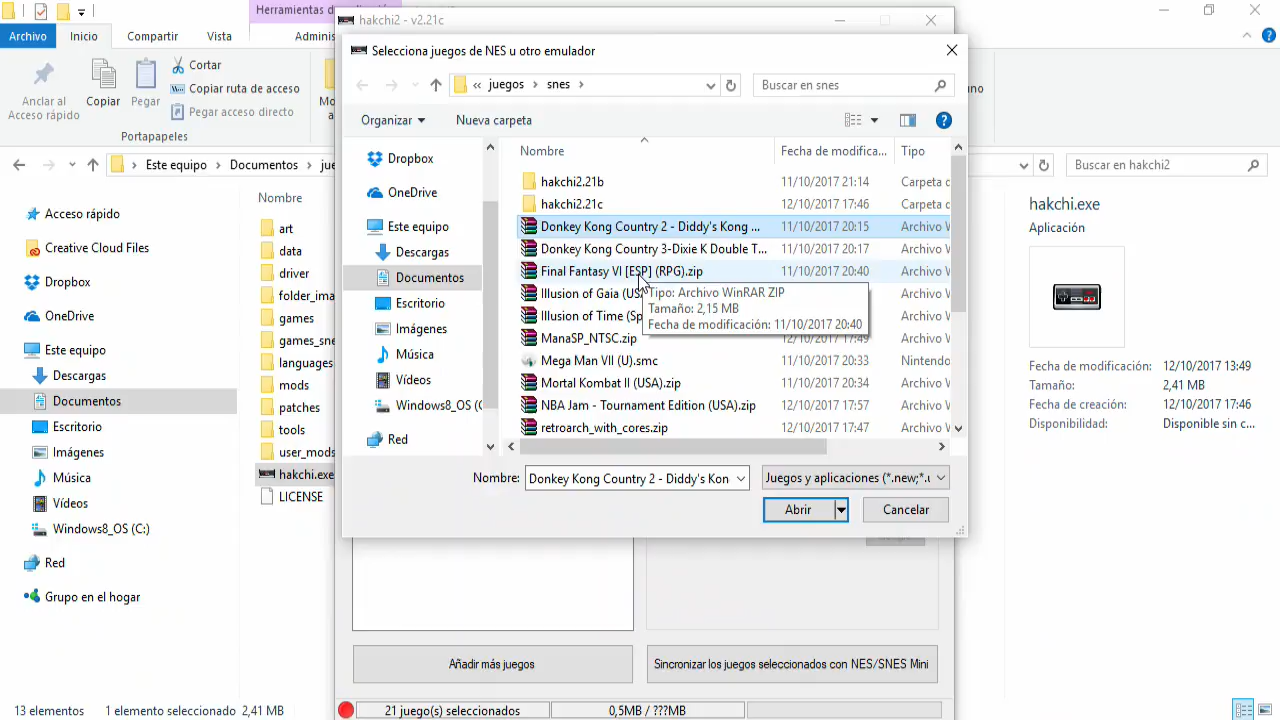 Herramientas de
Archivo
Inicio
Compartir
Vista
Adminis
Anclar al
Acceso rápido
Copiar
Pegar
Cortar
Copiar ruta de acceso
Pegar acceso directo
Portapapeles
Este equipo
Documentos
Buscar en hakchi2
Acceso rápido
Creative Cloud Files
Dropbox
OneDrive
Este equipo
Descargas
Documentos
Escritorio
Imágenes
Música
Vídeos
Windows8_OS (C:)
Red
Grupo en el hogar
Nombre
art
data
driver
folder_ima
games
games_sne
languages
mods
patches
tools
user_mods
hakchi.exe
LICENSE
13 elementos
1 elemento seleccionado
2,41 MB
hakchi2 - v2.21c
Selecciona juegos de NES u otro emulador
« juegos > snes >
Buscar en snes
Organizar
Nueva carpeta
Dropbox
OneDrive
Este equipo
Descargas
Documentos
Escritorio
Imágenes
Música
Vídeos
Windows8_OS (C
Red
Nombre
Fecha de modifica...
Tipo
hakchi2.21b 11/10/2017 21:14 Carpeta d
hakchi2.21c 12/10/2017 17:46 Carpeta d
Donkey Kong Country 2 - Diddy's Kong ... 11/10/2017 20:15 Archivo W
Donkey Kong Country 3-Dixie K Double T... 11/10/2017 20:17 Archivo W
Final Fantasy VI [ESP] (RPG).zip 11/10/2017 20:40 Archivo W
Illusion of Gaia (US Archivo W
Illusion of Time (Sp Archivo W
ManaSP_NTSC.zip 12/10/2017 17:58 Archivo W
Mega Man VII (U).smc 11/10/2017 20:33 Nintendo
Mortal Kombat II (USA).zip 11/10/2017 20:34 Archivo W
NBA Jam - Tournament Edition (USA).zip 12/10/2017 17:57 Archivo W
retroarch_with_cores.zip 12/10/2017 17:47 Archivo W
Tipo: Archivo WinRAR ZIP
Tamaño: 2,15 MB
Fecha de modificación: 11/10/2017 20:40
Nombre:
Donkey Kong Country 2 - Diddy's Kon
Juegos y aplicaciones (*.new;*.u
Abrir
Cancelar
Añadir más juegos
Sincronizar los juegos seleccionados con NES/SNES Mini
21 juego(s) seleccionados
0,5MB / ???MB
hakchi.exe
Aplicación
Fecha de modificación: 12/10/2017 13:49
Tamaño: 2,41 MB
Fecha de creación: 12/10/2017 17:46
Disponibilidad: Disponible sin c...